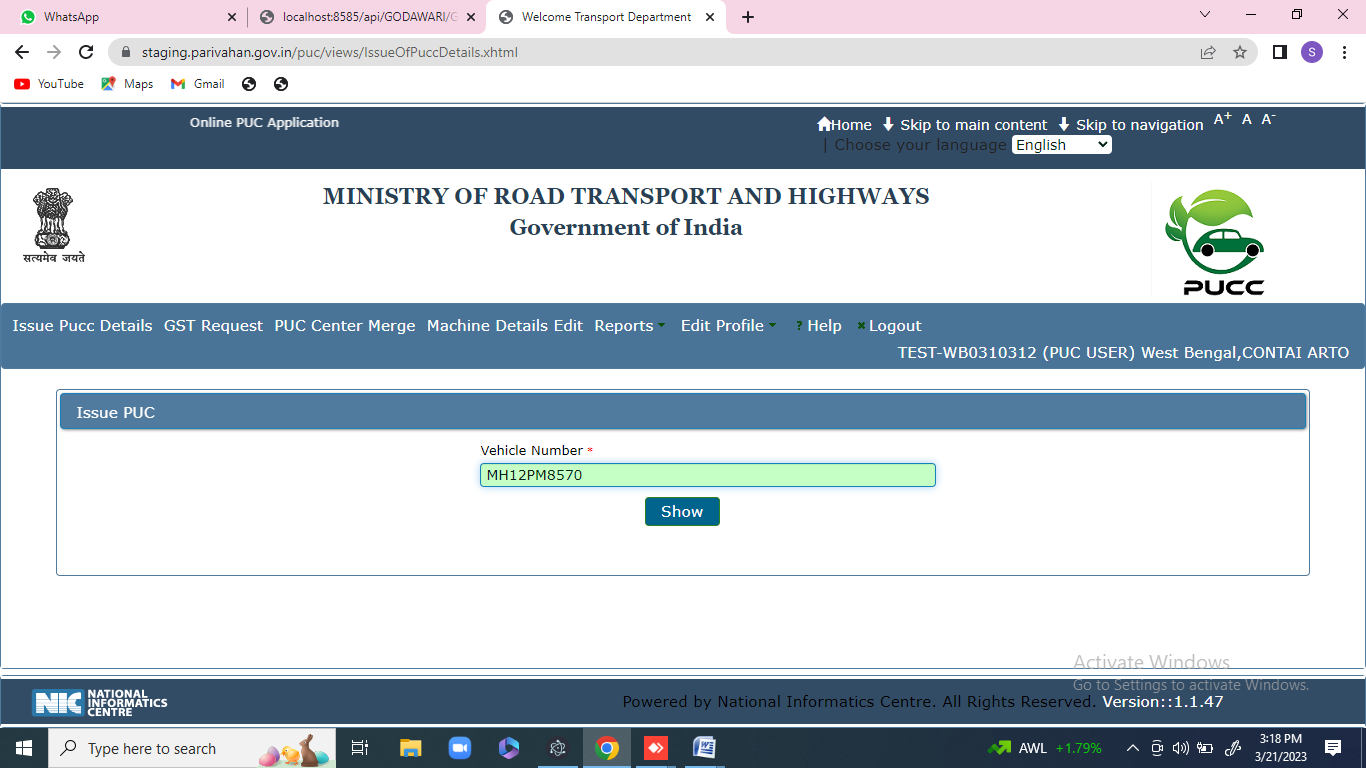 WhatsApp
localhost:8585/api/GODAWARI/G
Welcome Transport Department
staging.parivahan.gov.in/puc/views/IssueOfPuccDetails.xhtml
S
YouTube
Maps
Gmail
Online PUC Application
Home
Skip to main content
Skip to navigation
A+ A A-
| Choose your language English
MINISTRY OF ROAD TRANSPORT AND HIGHWAYS
Government of India
सत्यमेव जयते
PUCC
Issue Pucc Details GST Request PUC Center Merge Machine Details Edit Reports Edit Profile ? Help × Logout
TEST-WB0310312 (PUC USER) West Bengal,CONTAI ARTO
Issue PUC
Vehicle Number *
MH12PM8570
Show
Activate Windows
Go to Settings to activate Windows.
NIC NATIONAL
INFORMATICS
CENTRE
Powered by National Informatics Centre. All Rights Reserved. Version::1.1.47
Type here to search
AWL +1.79%
3:18 PM
3/21/2023